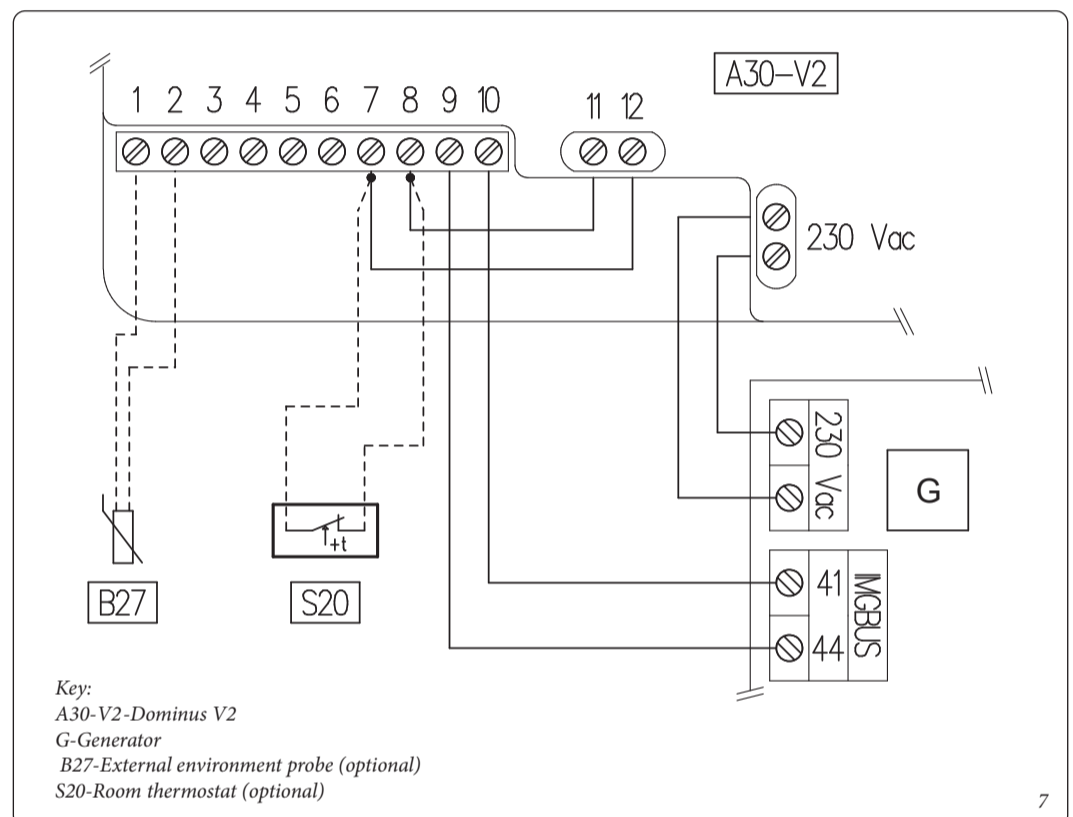 A30-V2
1 2 3 4 5 6 7 8 9 10 11 12
230 Vac
230 Vac
G
+t
41
44
IMGBUS
B27
S20
Key:
A30-V2-Dominus V2
G-Generator
B27-External environment probe (optional)
S20-Room thermostat (optional)
7